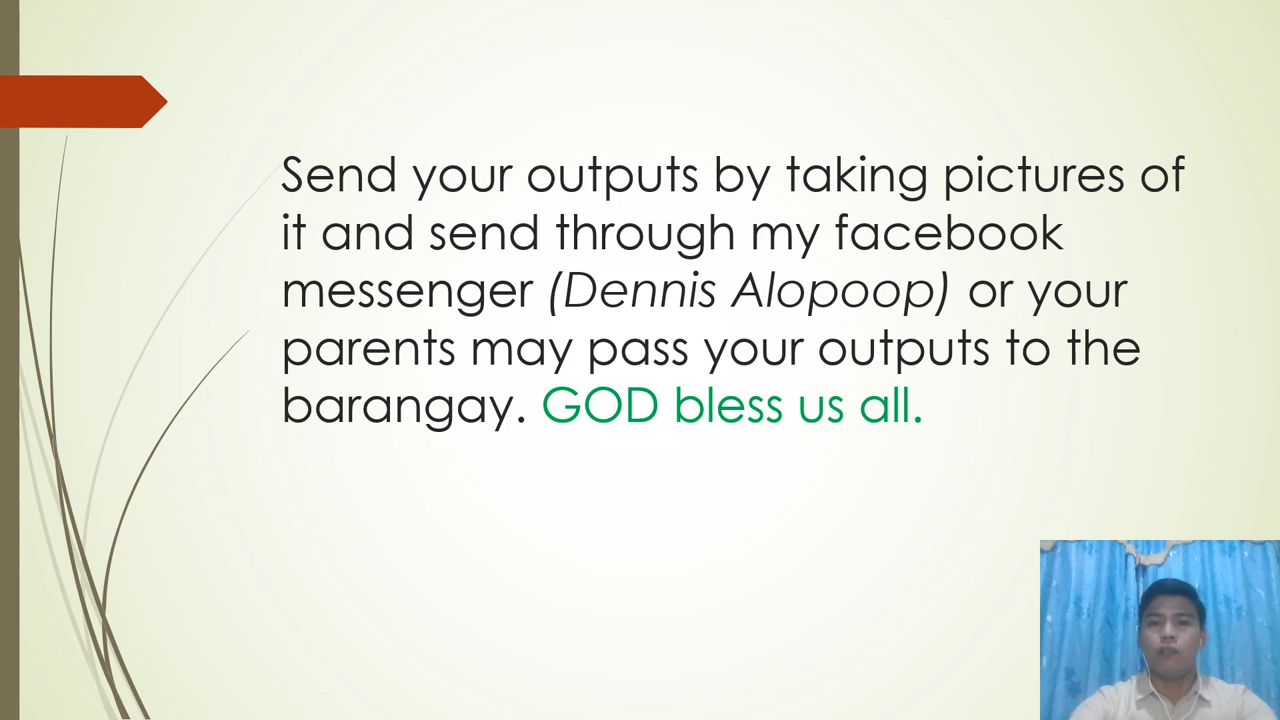 Send your outputs by taking pictures of
it and send through my facebook
messenger (Dennis Alopoop) or your
parents may pass your outputs to the
barangay. GOD bless us all.